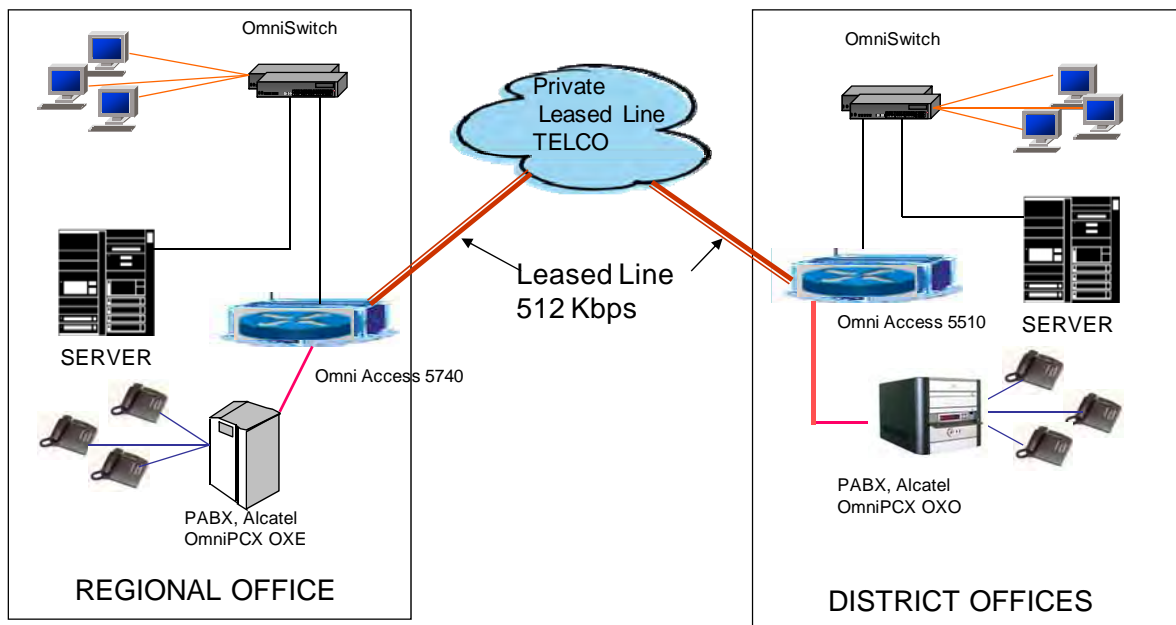 OmniSwitch
SERVER
Omni Access 5740
PABX, Alcatel
OmniPCX OXE
REGIONAL OFFICE
Private
Leased Line
TELCO
Leased Line
512 Kbps
OmniSwitch
Omni Access 5510
SERVER
PABX, Alcatel
OmniPCX OXO
DISTRICT OFFICES